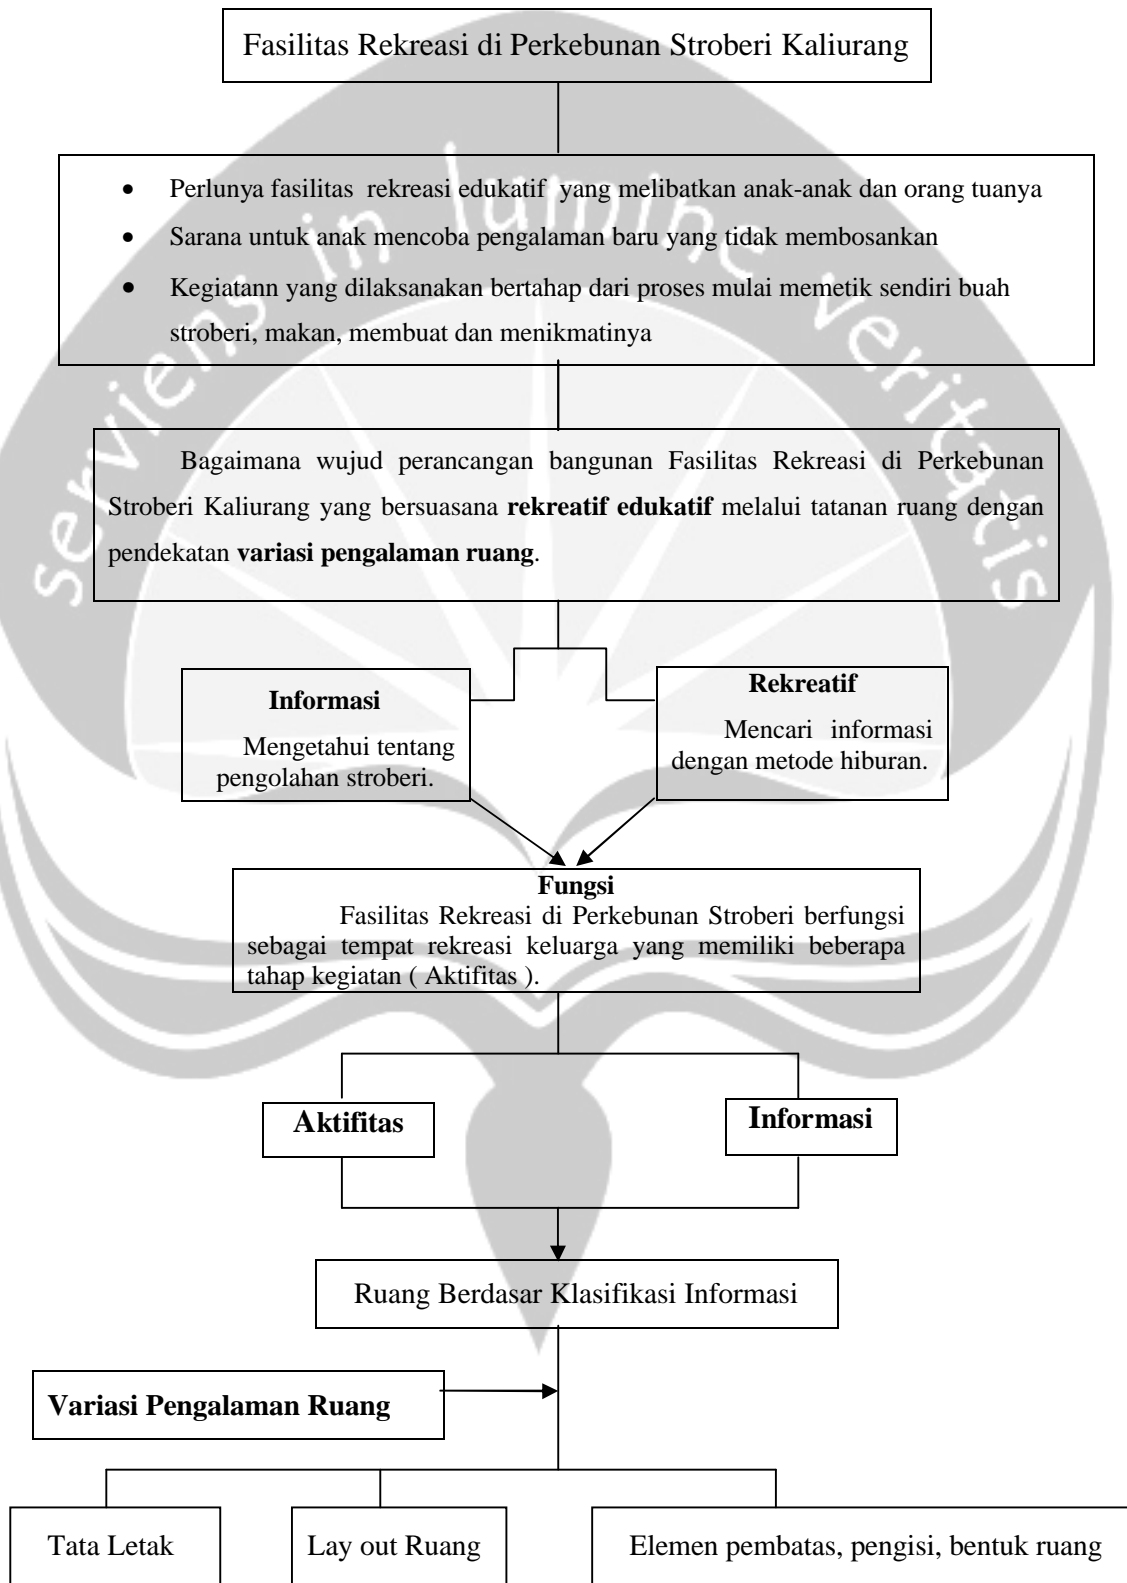 Fasilitas Rekreasi di Perkebunan Stroberi Kaliurang
serviens in lumine veritatis
• Perlunya fasilitas rekreasi edukatif yang melibatkan anak-anak dan orang tuanya
• Sarana untuk anak mencoba pengalaman baru yang tidak membosankan
• Kegiatann yang dilaksanakan bertahap dari proses mulai memetik sendiri buah
stroberi, makan, membuat dan menikmatinya
Bagaimana wujud perancangan bangunan Fasilitas Rekreasi di Perkebunan
Stroberi Kaliurang yang bersuasana rekreatif edukatif melalui tatanan ruang dengan
pendekatan variasi pengalaman ruang.
Informasi
Mengetahui tentang
pengolahan stroberi.
Rekreatif
Mencari informasi
dengan metode hiburan.
Fungsi
Fasilitas Rekreasi di Perkebunan Stroberi berfungsi
sebagai tempat rekreasi keluarga yang memiliki beberapa
tahap kegiatan ( Aktifitas ).
Aktifitas
Informasi
Ruang Berdasar Klasifikasi Informasi
Variasi Pengalaman Ruang
Tata Letak
Lay out Ruang
Elemen pembatas, pengisi, bentuk ruang